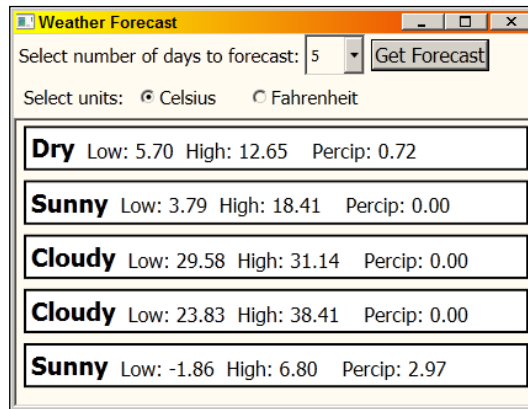 Weather Forecast
Select number of days to forecast: 5 Get Forecast
Select units: Celsius Fahrenheit
Dry Low: 5.70 High: 12.65 Percip: 0.72
Sunny Low: 3.79 High: 18.41 Percip: 0.00
Cloudy Low: 29.58 High: 31.14 Percip: 0.00
Cloudy Low: 23.83 High: 38.41 Percip: 0.00
Sunny Low: -1.86 High: 6.80 Percip: 2.97